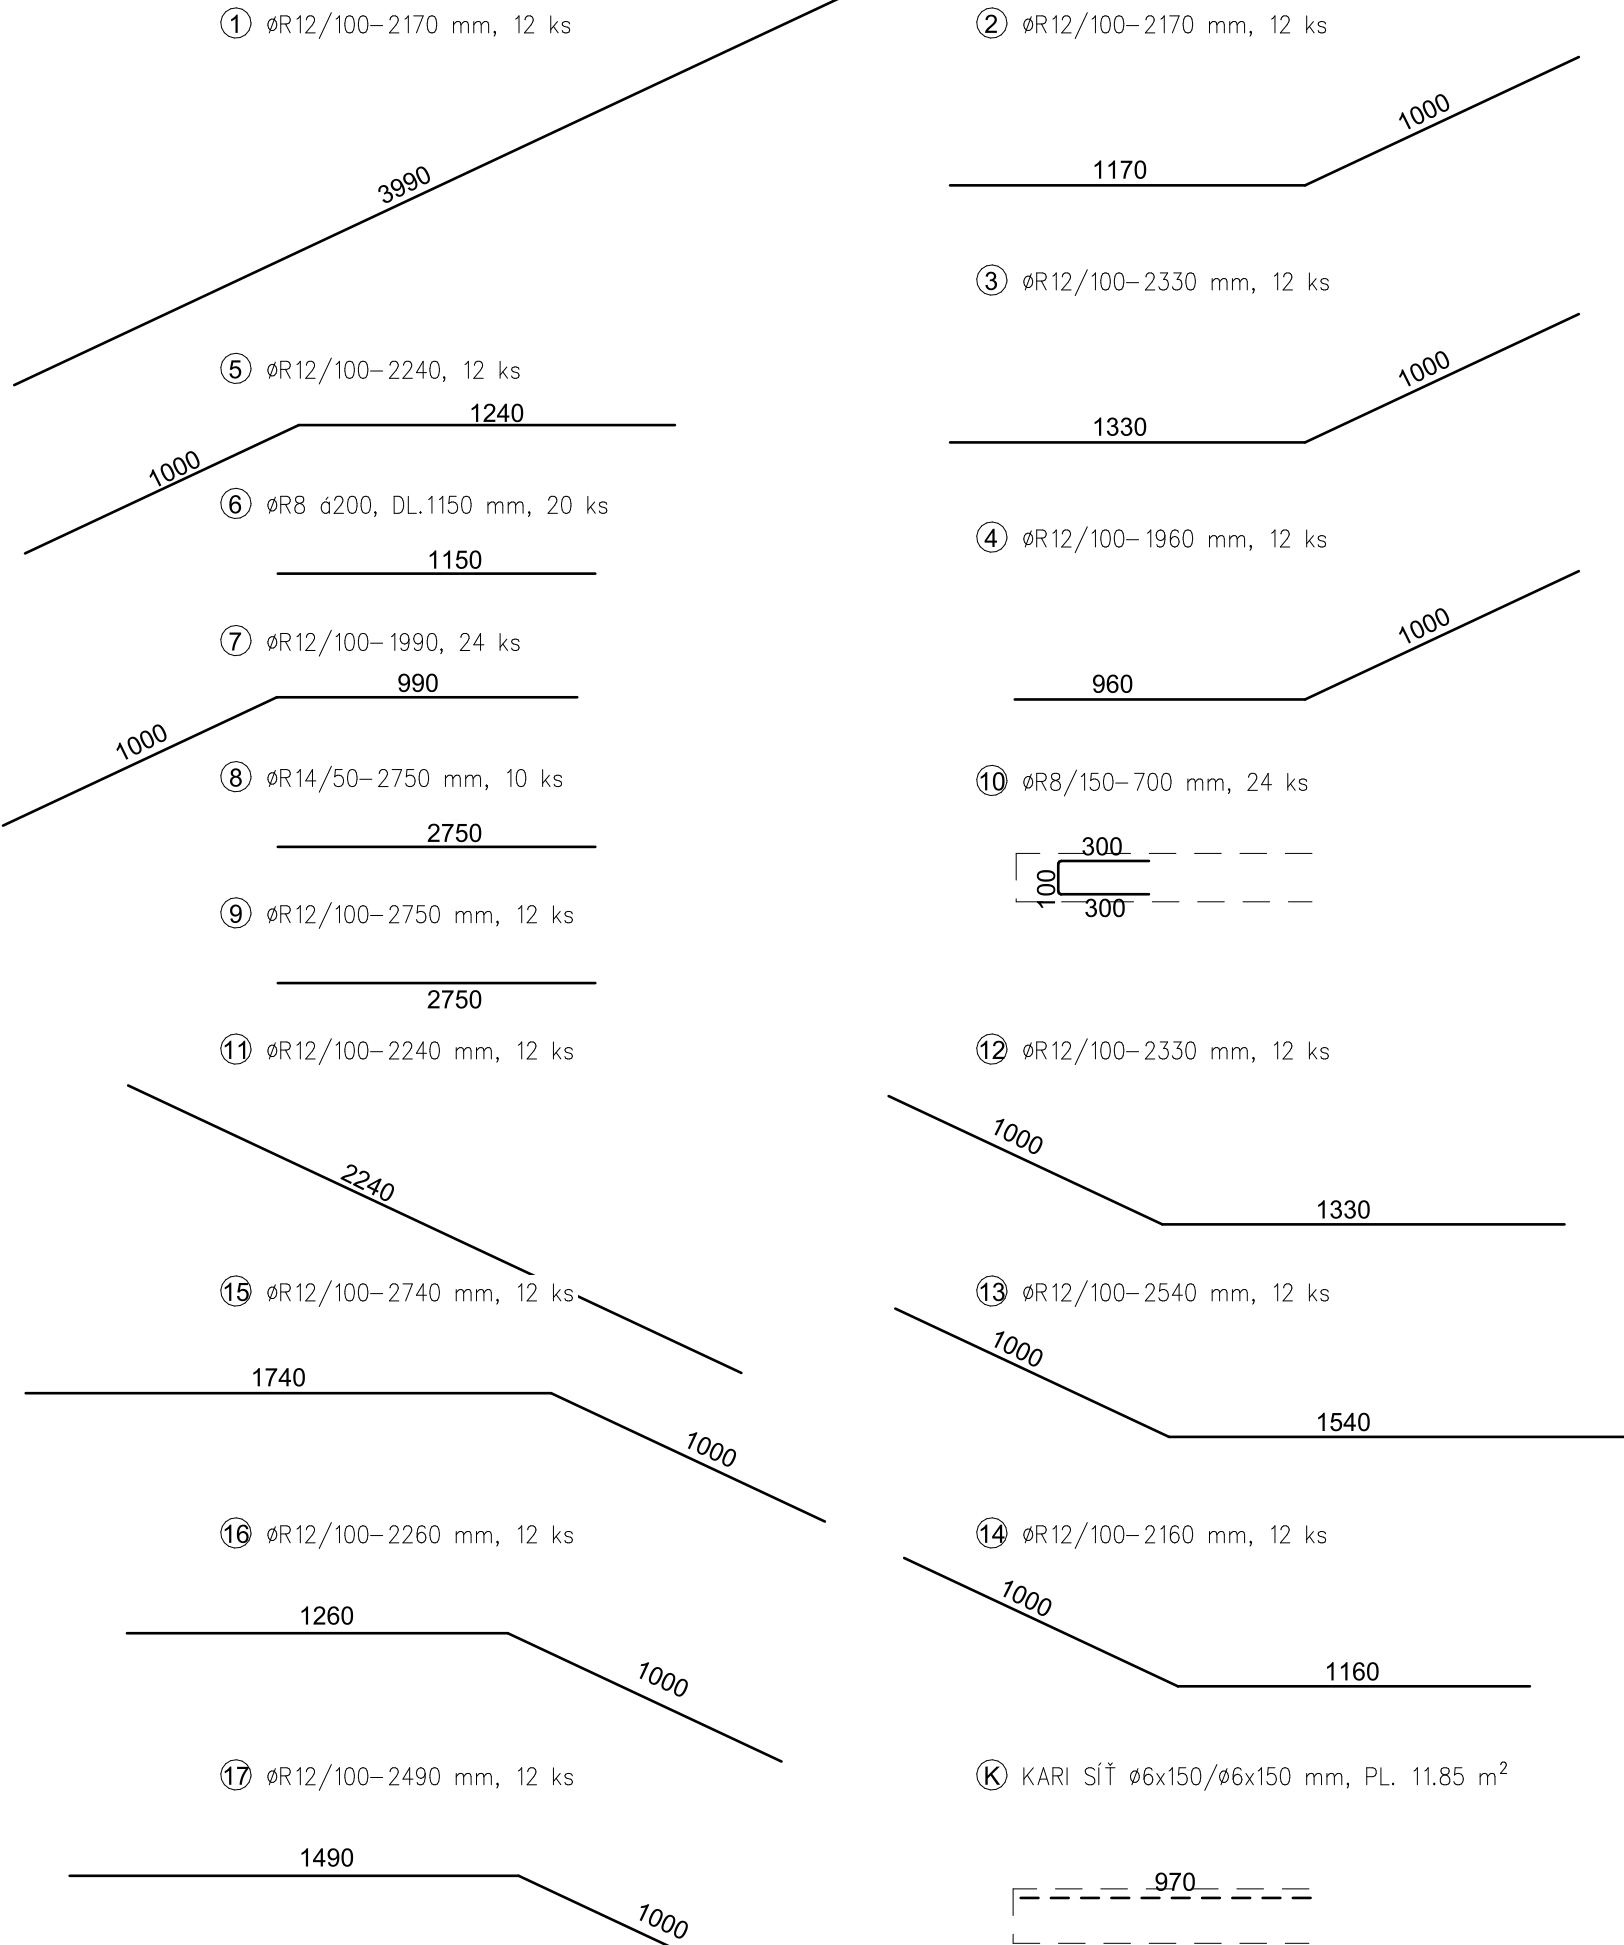 1 øR12/100-2170 mm, 12 ks
3990
2 øR12/100-2170 mm, 12 ks
1000
1170
3 øR12/100-2330 mm, 12 ks
1000
1330
5 øR12/100-2240, 12 ks
1240
1000
6 øR8 á200, DL.1150 mm, 20 ks
1150
4 øR12/100-1960 mm, 12 ks
1000
960
7 øR12/100-1990, 24 ks
990
1000
8 øR14/50-2750 mm, 10 ks
2750
10 øR8/150-700 mm, 24 ks
300
100
300
9 øR12/100-2750 mm, 12 ks
2750
11 øR12/100-2240 mm, 12 ks
2240
12 øR12/100-2330 mm, 12 ks
1000
1330
15 øR12/100-2740 mm, 12 ks
1740
1000
13 øR12/100-2540 mm, 12 ks
1000
1540
16 øR12/100-2260 mm, 12 ks
1260
1000
14 øR12/100-2160 mm, 12 ks
1000
1160
17 øR12/100-2490 mm, 12 ks
1490
1000
K KARI SÍŤ ø6x150/ø6x150 mm, PL. 11.85 m²
970